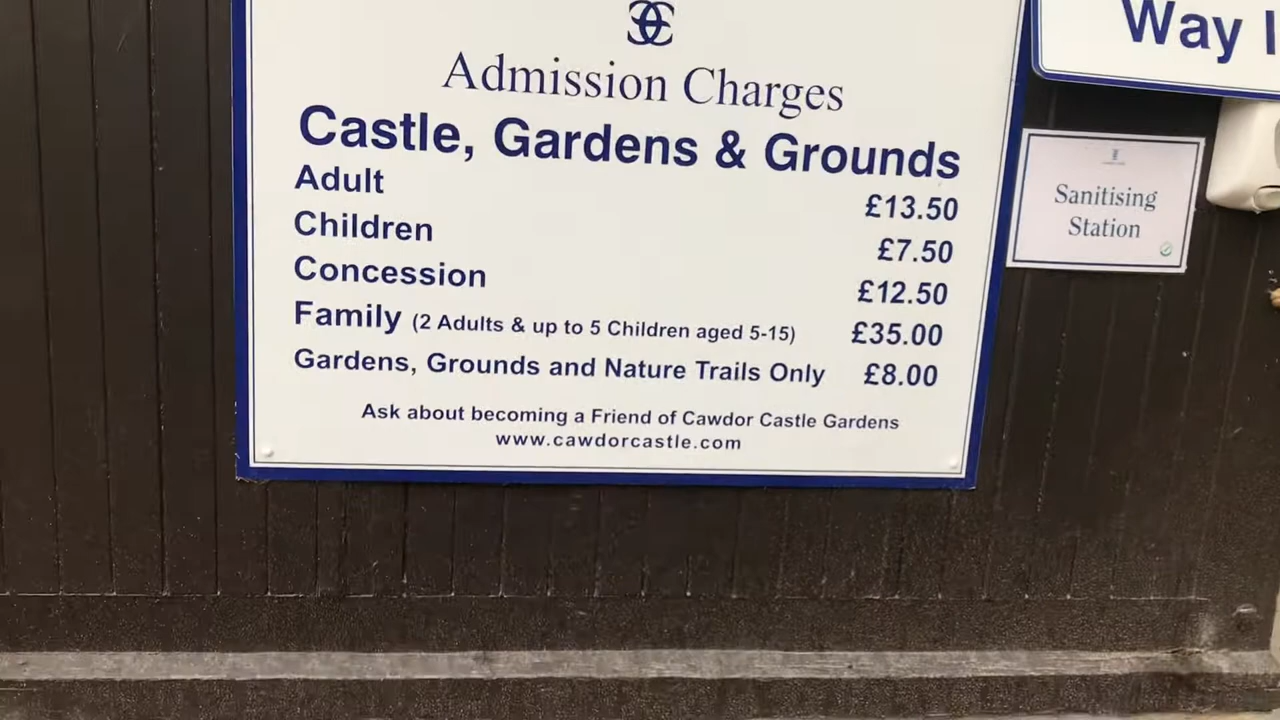 Admission Charges
Castle, Gardens & Grounds
Adult £13.50
Children £7.50
Concession £12.50
Family (2 Adults & up to 5 Children aged 5-15) £35.00
Gardens, Grounds and Nature Trails Only £8.00
Ask about becoming a Friend of Cawdor Castle Gardens
www.cawdorcastle.com
Way
Sanitising
Station